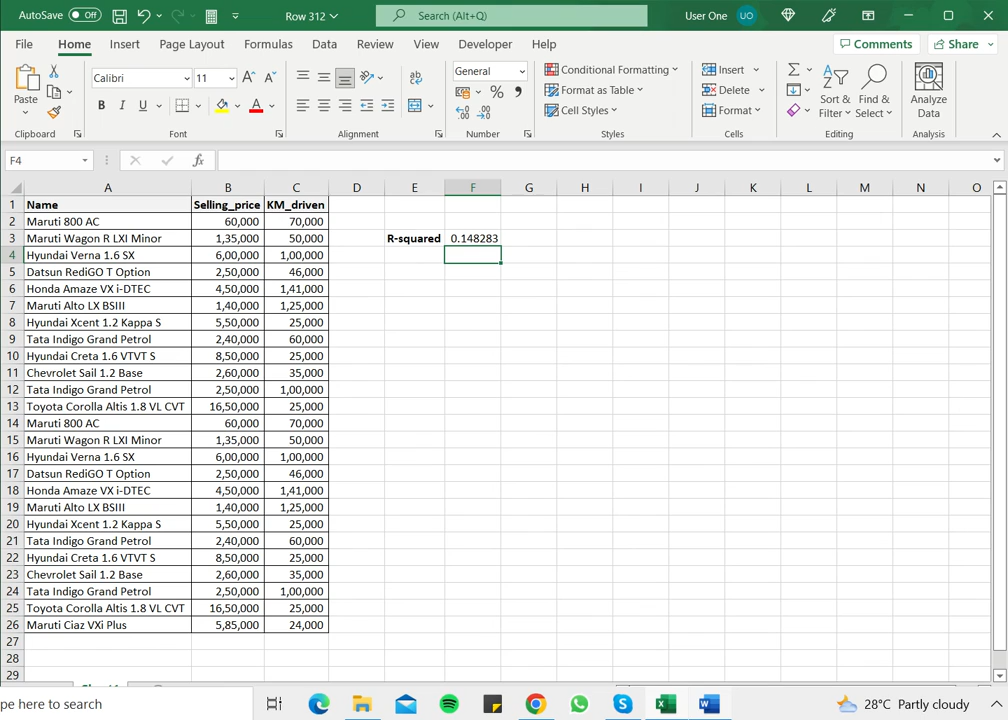 AutoSave Off Row 312 Search (Alt+Q) User One UO
File Home Insert Page Layout Formulas Data Review View Developer Help Comments Share
Paste Calibri 11 A A ab General Conditional Formatting Insert Σ
B I U A % , Format as Table Delete Sort & Filter Find & Select Analyze Data
Cell Styles Format
Clipboard Font Alignment Number Styles Cells Editing Analysis
F4 fx
A B C D E F G H I J K L M N O
1 Name Selling_price KM_driven
2 Maruti 800 AC 60,000 70,000
3 Maruti Wagon R LXI Minor 1,35,000 50,000 R-squared 0.148283
4 Hyundai Verna 1.6 SX 6,00,000 1,00,000
5 Datsun RediGO T Option 2,50,000 46,000
6 Honda Amaze VX i-DTEC 4,50,000 1,41,000
7 Maruti Alto LX BSIII 1,40,000 1,25,000
8 Hyundai Xcent 1.2 Kappa S 5,50,000 25,000
9 Tata Indigo Grand Petrol 2,40,000 60,000
10 Hyundai Creta 1.6 VTVT S 8,50,000 25,000
11 Chevrolet Sail 1.2 Base 2,60,000 35,000
12 Tata Indigo Grand Petrol 2,50,000 1,00,000
13 Toyota Corolla Altis 1.8 VL CVT 16,50,000 25,000
14 Maruti 800 AC 60,000 70,000
15 Maruti Wagon R LXI Minor 1,35,000 50,000
16 Hyundai Verna 1.6 SX 6,00,000 1,00,000
17 Datsun RediGO T Option 2,50,000 46,000
18 Honda Amaze VX i-DTEC 4,50,000 1,41,000
19 Maruti Alto LX BSIII 1,40,000 1,25,000
20 Hyundai Xcent 1.2 Kappa S 5,50,000 25,000
21 Tata Indigo Grand Petrol 2,40,000 60,000
22 Hyundai Creta 1.6 VTVT S 8,50,000 25,000
23 Chevrolet Sail 1.2 Base 2,60,000 35,000
24 Tata Indigo Grand Petrol 2,50,000 1,00,000
25 Toyota Corolla Altis 1.8 VL CVT 16,50,000 25,000
26 Maruti Ciaz VXi Plus 5,85,000 24,000
27
28
29
pe here to search 28°C Partly cloudy